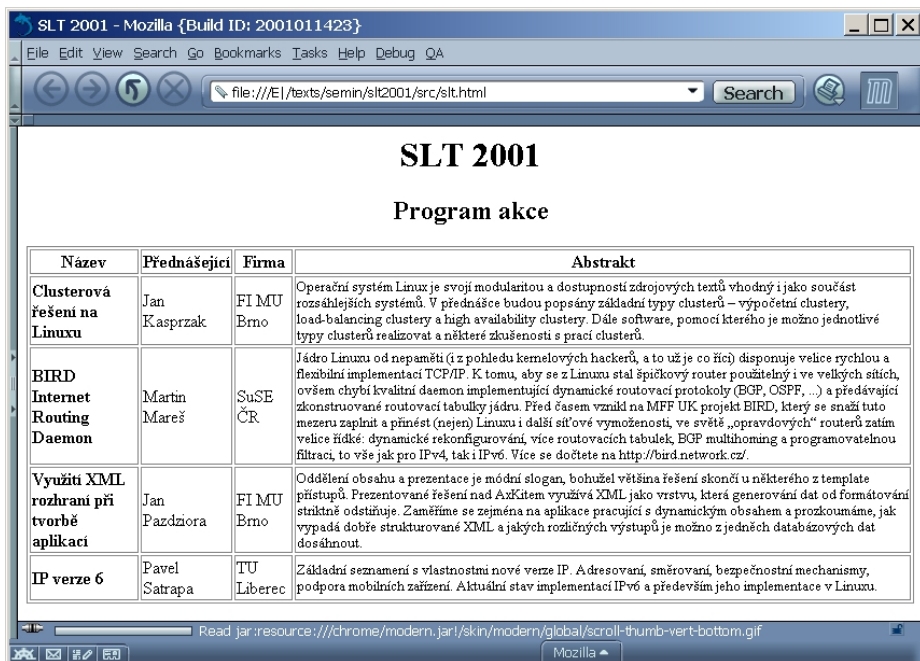 SLT 2001 - Mozilla {Build ID: 2001011423}
File Edit View Search Go Bookmarks Tasks Help Debug QA
file:///E|/texts/semin/slt2001/src/slt.html Search
SLT 2001
Program akce
Název Přednášející Firma Abstrakt
Clusterová
řešení na
Linuxu
Jan
Kasprzak
FI MU
Brno
Operační systém Linux je svojí modularitou a dostupností zdrojových textů vhodný i jako součást
rozsáhlejších systémů. V přednášce budou popsány základní typy clusterů – výpočetní clustery,
load-balancing clustery a high availability clustery. Dále software, pomocí kterého je možno jednotlivé
typy clusterů realizovat a některé zkušenosti s prací clusterů.
BIRD
Internet
Routing
Daemon
Martin
Mareš
SuSE
ČR
Jádro Linuxu od nepaměti (i z pohledu kernelových hackerů, a to už je co říci) disponuje velice rychlou a
flexibilní implementací TCP/IP. K tomu, aby se z Linuxu stal špičkový router použitelný i ve velkých sítích,
ovšem chybí kvalitní daemon implementující dynamické routovací protokoly (BGP, OSPF, ...) a předávající
zkonstruované routovací tabulky jádru. Před časem vznikl na MFF UK projekt BIRD, který se snaží tuto
mezeru zaplnit a přinést (nejen) Linuxu i další síťové vymoženosti, ve světě „opravdových“ routerů zatím
velice řídké: dynamické rekonfigurování, více routovacích tabulek, BGP multihoming a programovatelnou
filtraci, to vše jak pro IPv4, tak i IPv6. Více se dočtete na http://bird.network.cz/.
Využití XML
rozhraní při
tvorbě
aplikací
Jan
Pazdziora
FI MU
Brno
Oddělení obsahu a prezentace je módní slogan, bohužel většina řešení skončí u některého z template
přístupů. Prezentované řešení nad AxKitem využívá XML jako vrstvu, která generování dat od formátování
striktně odstiňuje. Zaměříme se zejména na aplikace pracující s dynamickým obsahem a prozkoumáme, jak
vypadá dobře strukturované XML a jakých rozličných výstupů je možno z jedněch databázových dat
dosáhnout.
IP verze 6
Pavel
Satrapa
TU
Liberec
Základní seznamení s vlastnostmi nové verze IP. Adresovaní, směrovaní, bezpečnostní mechanismy,
podpora mobilních zařízení. Aktuální stav implementací IPv6 a především jeho implementace v Linuxu.
Read jar:resource:///chrome/modern.jar!/skin/modern/global/scroll-thumb-vert-bottom.gif
Mozilla